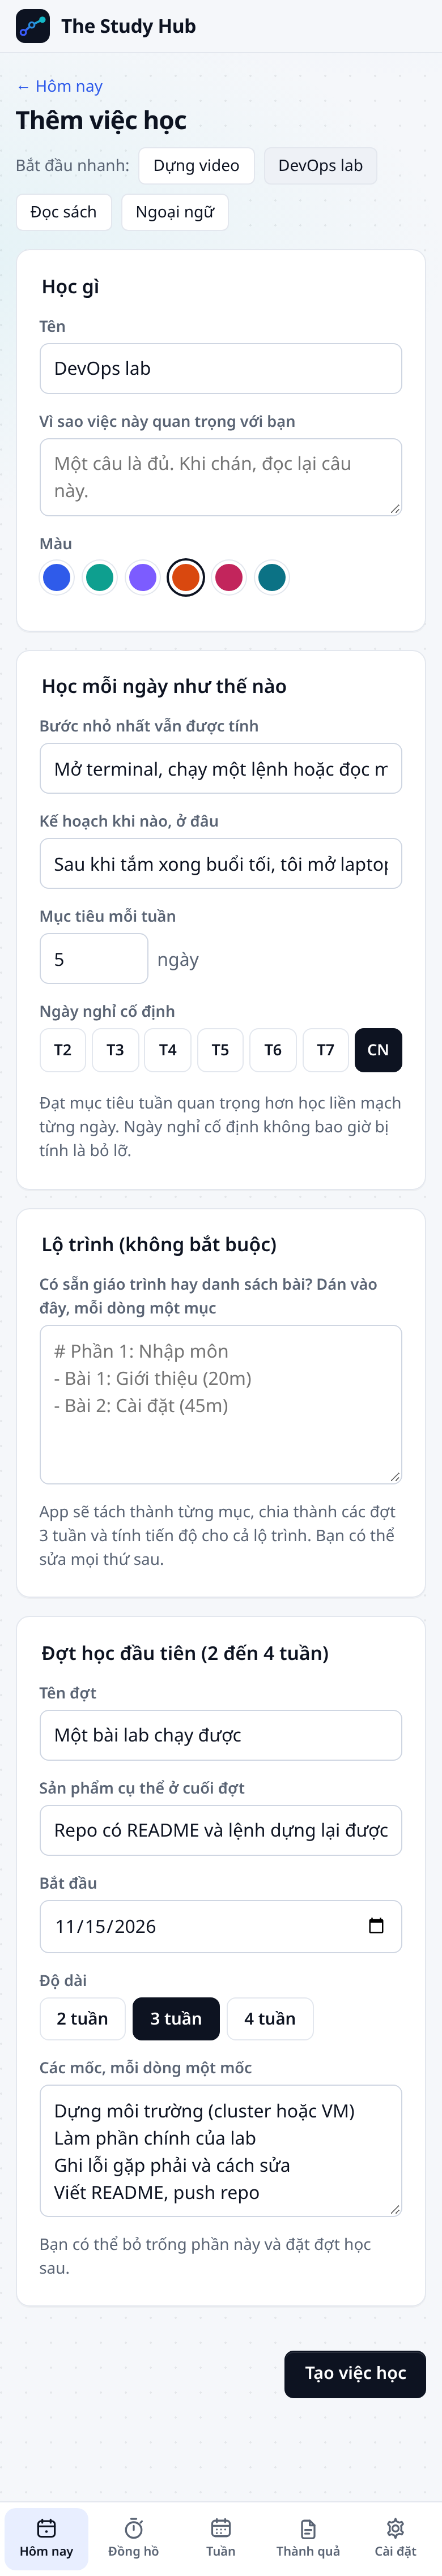 The Study Hub
← Hôm nay
Thêm việc học
Bắt đầu nhanh: Dựng video DevOps lab
Đọc sách Ngoại ngữ
Học gì
Tên
DevOps lab
Vì sao việc này quan trọng với bạn
Một câu là đủ. Khi chán, đọc lại câu
này.
Màu
Học mỗi ngày như thế nào
Bước nhỏ nhất vẫn được tính
Mở terminal, chạy một lệnh hoặc đọc
Kế hoạch khi nào, ở đâu
Sau khi tắm xong buổi tối, tôi mở laptop
Mục tiêu mỗi tuần
5 ngày
Ngày nghỉ cố định
T2 T3 T4 T5 T6 T7 CN
Đạt mục tiêu tuần quan trọng hơn học liền mạch
từng ngày. Ngày nghỉ cố định không bao giờ bị
tính là bỏ lỡ.
Lộ trình (không bắt buộc)
Có sẵn giáo trình hay danh sách bài? Dán vào
đây, mỗi dòng một mục
# Phần 1: Nhập môn
- Bài 1: Giới thiệu (20m)
- Bài 2: Cài đặt (45m)
App sẽ tách thành từng mục, chia thành các đợt
3 tuần và tính tiến độ cho cả lộ trình. Bạn có thể
sửa mọi thứ sau.
Đợt học đầu tiên (2 đến 4 tuần)
Tên đợt
Một bài lab chạy được
Sản phẩm cụ thể ở cuối đợt
Repo có README và lệnh dựng lại được
Bắt đầu
11/15/2026
Độ dài
2 tuần 3 tuần 4 tuần
Các mốc, mỗi dòng một mốc
Dựng môi trường (cluster hoặc VM)
Làm phần chính của lab
Ghi lỗi gặp phải và cách sửa
Viết README, push repo
Bạn có thể bỏ trống phần này và đặt đợt học
sau.
Tạo việc học
Hôm nay Đồng hồ Tuần Thành quả Cài đặt